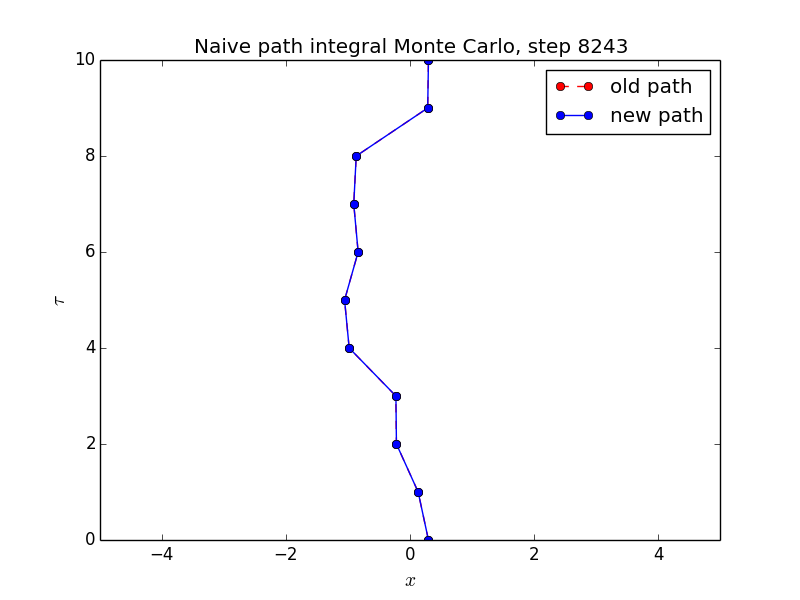 Naive path integral Monte Carlo, step 8243
old path
new path
10
8
6
4
2
0
τ
−4 −2 0 2 4
x